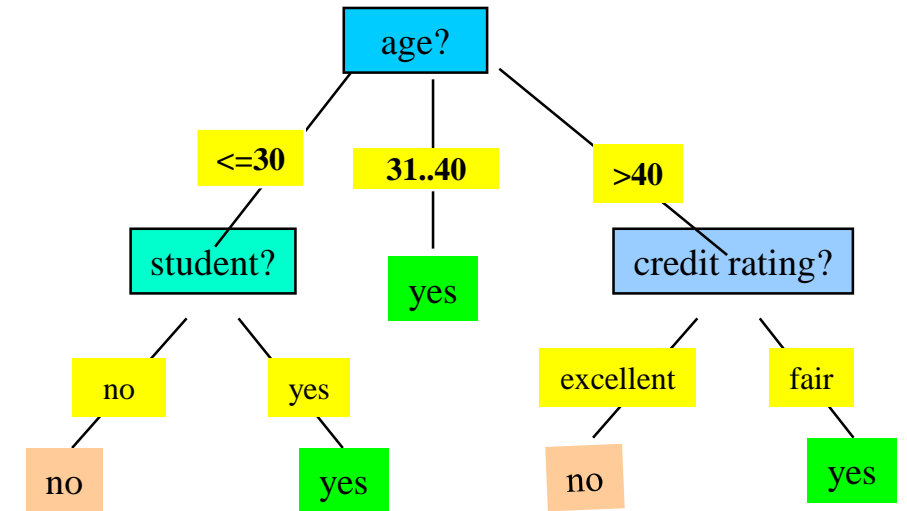 age?
<=30
31..40
>40
student?
yes
credit rating?
no
yes
excellent
fair
no
yes
no
yes